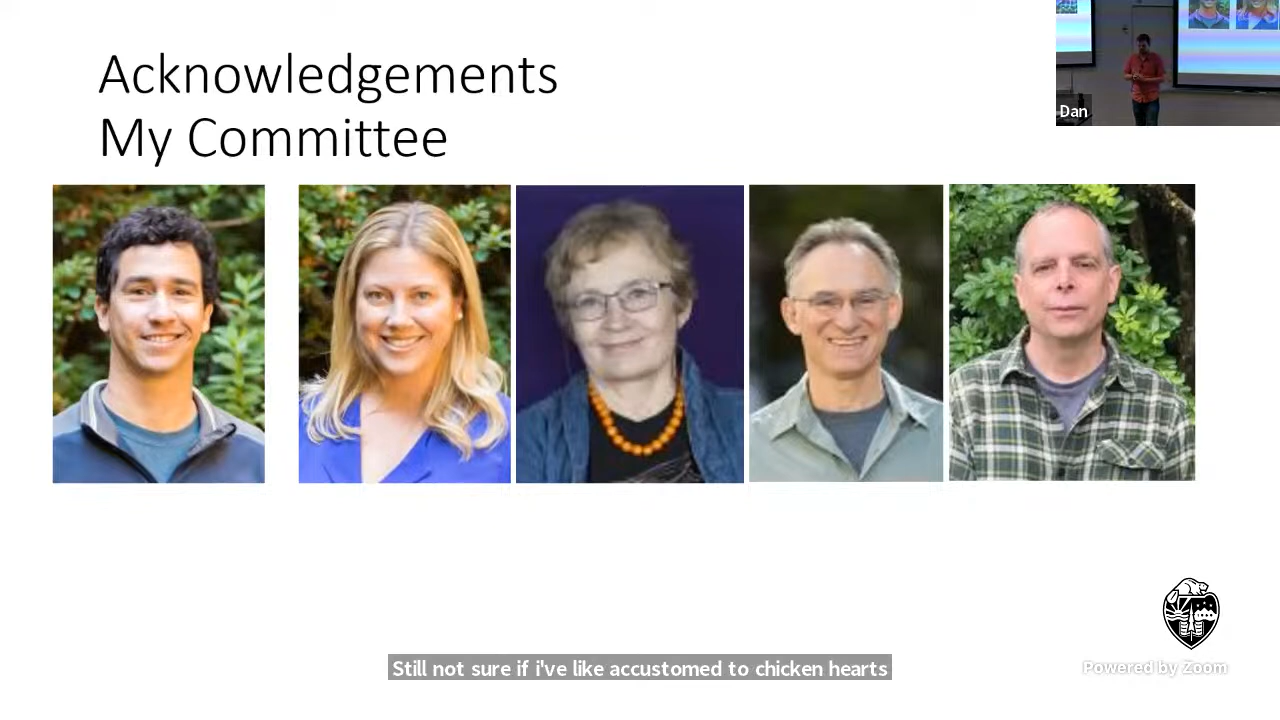 Acknowledgements
My Committee
Dan
Still not sure if i've like accustomed to chicken hearts
Powered by Zoom